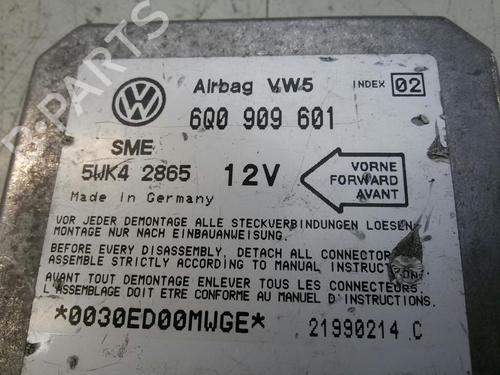 Airbag VW5 INDEX 02
6Q0 909 601
SME
5WK4 2865 12V
VORNE
FORWARD
AVANT
Made in Germany
VOR JEDER DEMONTAGE ALLE STECKVERBINDUNGEN LOESEN
MONTAGE NUR NACH EINBAUANWEISUNG.
BEFORE EVERY DISASSEMBLY, DETACH ALL CONNECTOR
ASSEMBLE STRICTLY ACCORDING TO MANUAL INSTRUCT
AVANT TOUT DEMONTAGE ENLEVER TOUS LES CONNECTEURS.
L'ASSEMBLAGE DOIT ETRE CONFORME AU MANUEL D'INSTRUCTIONS.
*0030ED00MWGE* 21990214 C
B-PARTS